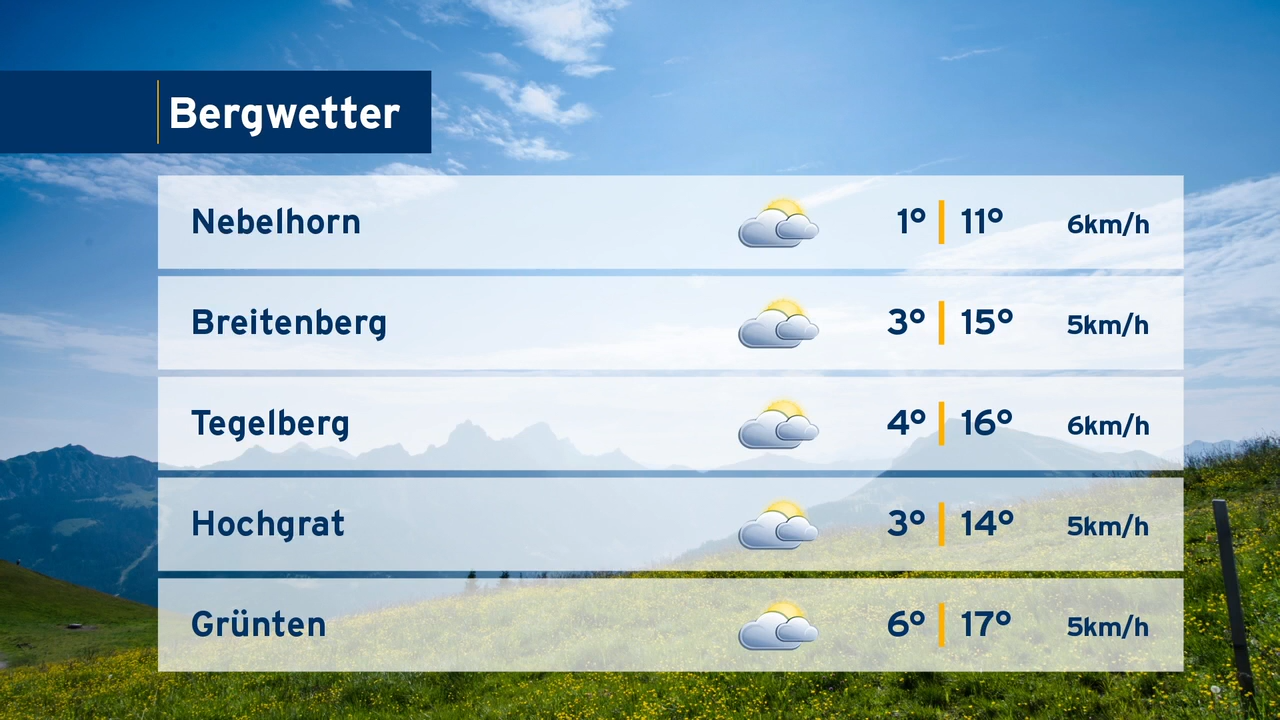 Bergwetter
Nebelhorn 1° 11° 6km/h
Breitenberg 3° 15° 5km/h
Tegelberg 4° 16° 6km/h
Hochgrat 3° 14° 5km/h
Grünten 6° 17° 5km/h